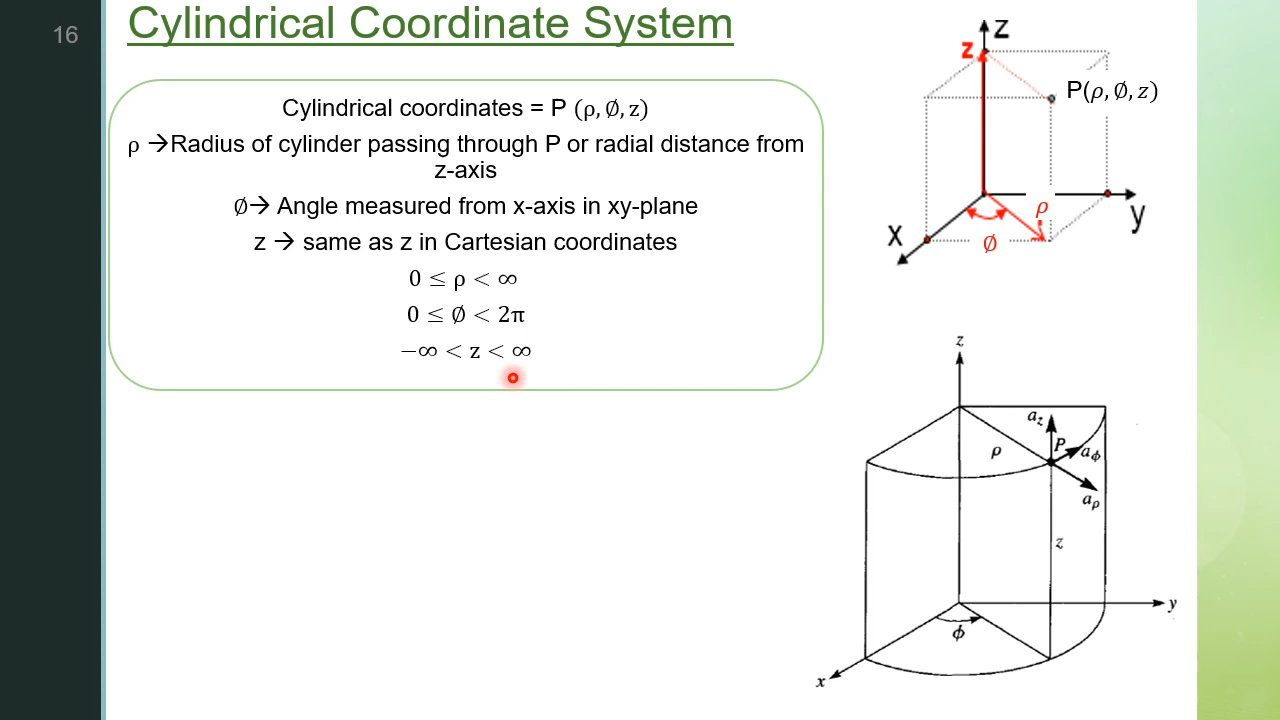 16
Cylindrical Coordinate System
Cylindrical coordinates = P (ρ, ∅, z)
ρ →Radius of cylinder passing through P or radial distance from
z-axis
∅→ Angle measured from x-axis in xy-plane
z → same as z in Cartesian coordinates
0 ≤ ρ < ∞
0 ≤ ∅ < 2π
−∞ < z < ∞
z
z
P(ρ, ∅, z)
ρ
y
x
∅
z
a_z
P
a_ϕ
ρ
a_ρ
z
y
ϕ
x